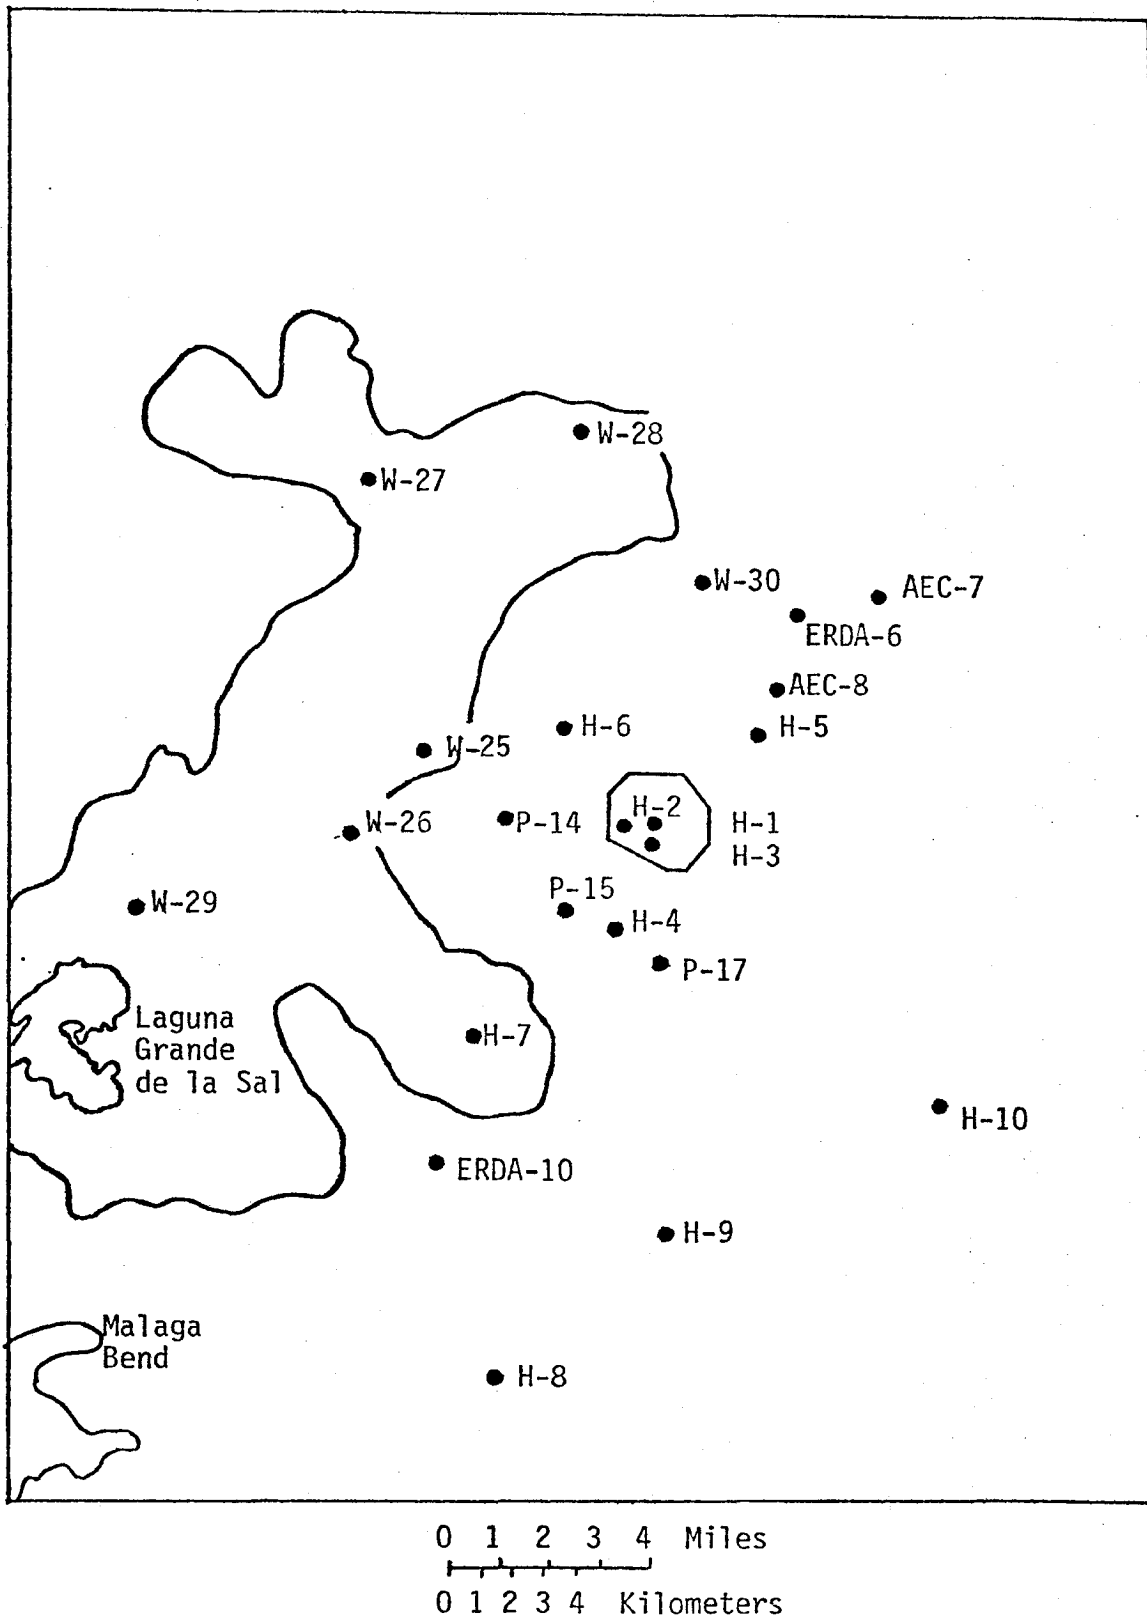 W-28
W-27
W-30
AEC-7
ERDA-6
AEC-8
H-6
H-5
W-25
H-2
W-26
P-14
H-1
H-3
P-15
W-29
H-4
P-17
Laguna
Grande
de la Sal
H-7
H-10
ERDA-10
H-9
Malaga
Bend
H-8
0 1 2 3 4 Miles
0 1 2 3 4 Kilometers